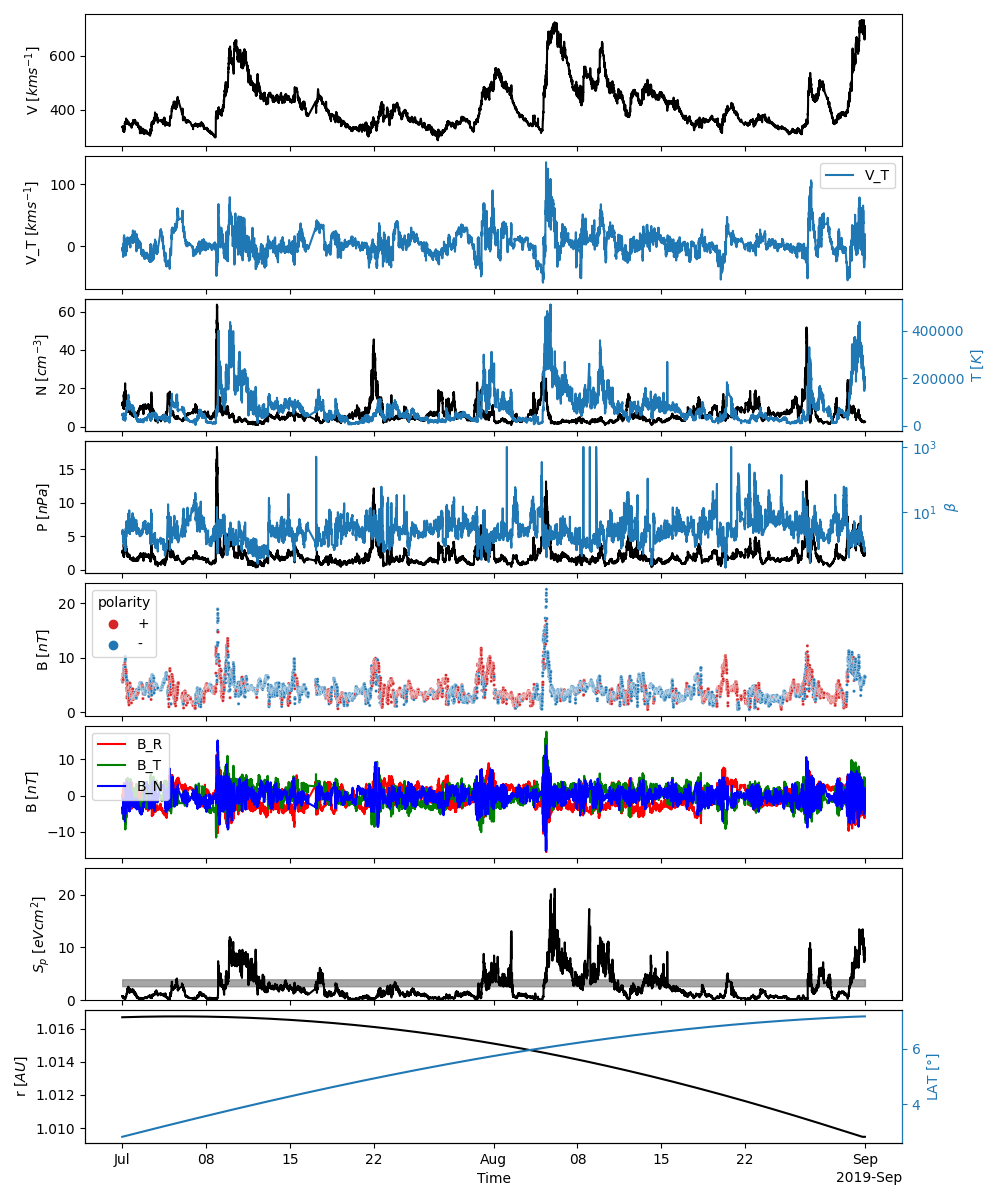 V [kms⁻¹]
600
400
V_T [kms⁻¹]
100
0
V_T
N [cm⁻³]
60
40
20
0
400000
200000
0
T [K]
P [nPa]
15
10
5
0
10³
10¹
β
B [nT]
20
10
0
polarity
+
-
B [nT]
10
0
−10
B_R
B_T
B_N
Sₚ [eVcm²]
20
10
0
r [AU]
1.016
1.014
1.012
1.010
6
4
LAT [°]
Jul 08 15 22 Aug 08 15 22 Sep
Time
2019-Sep